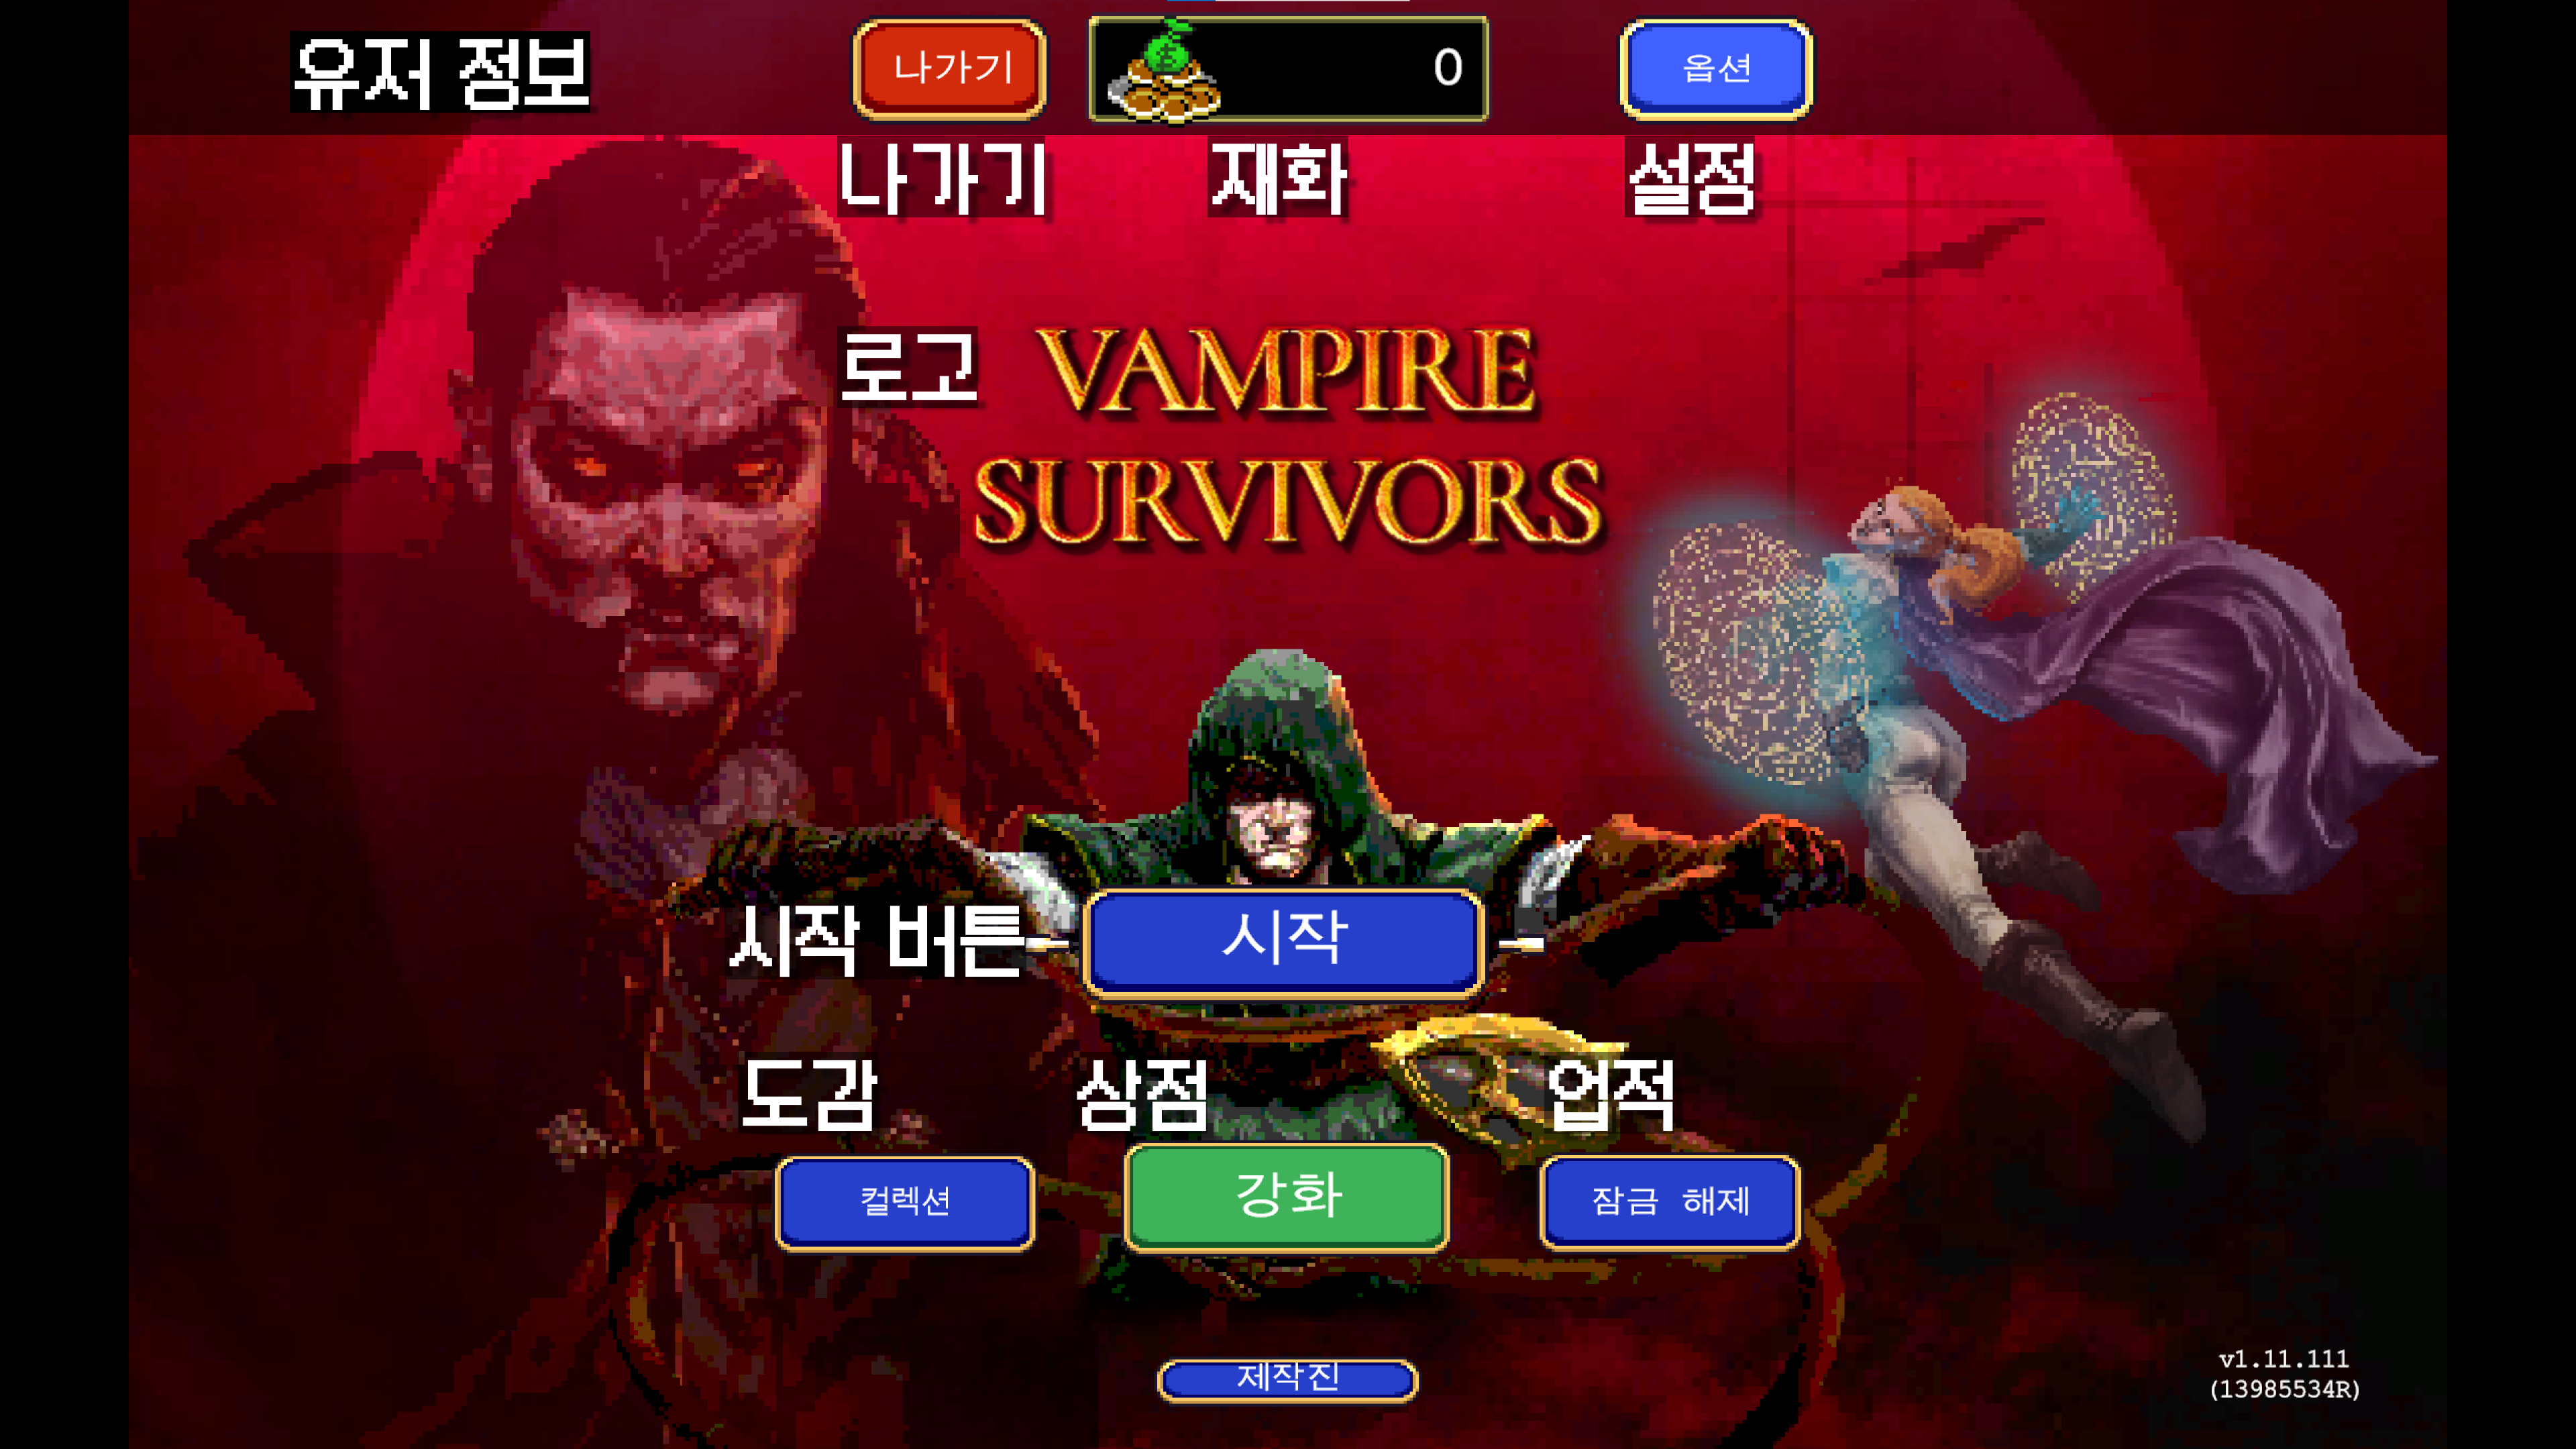 유저 정보
나가기
0
옵션
나가기
재화
설정
로고
VAMPIRE
SURVIVORS
시작 버튼
시작
도감
상점
업적
컬렉션
강화
잠금 해제
제작진
v1.11.111
(13985534R)